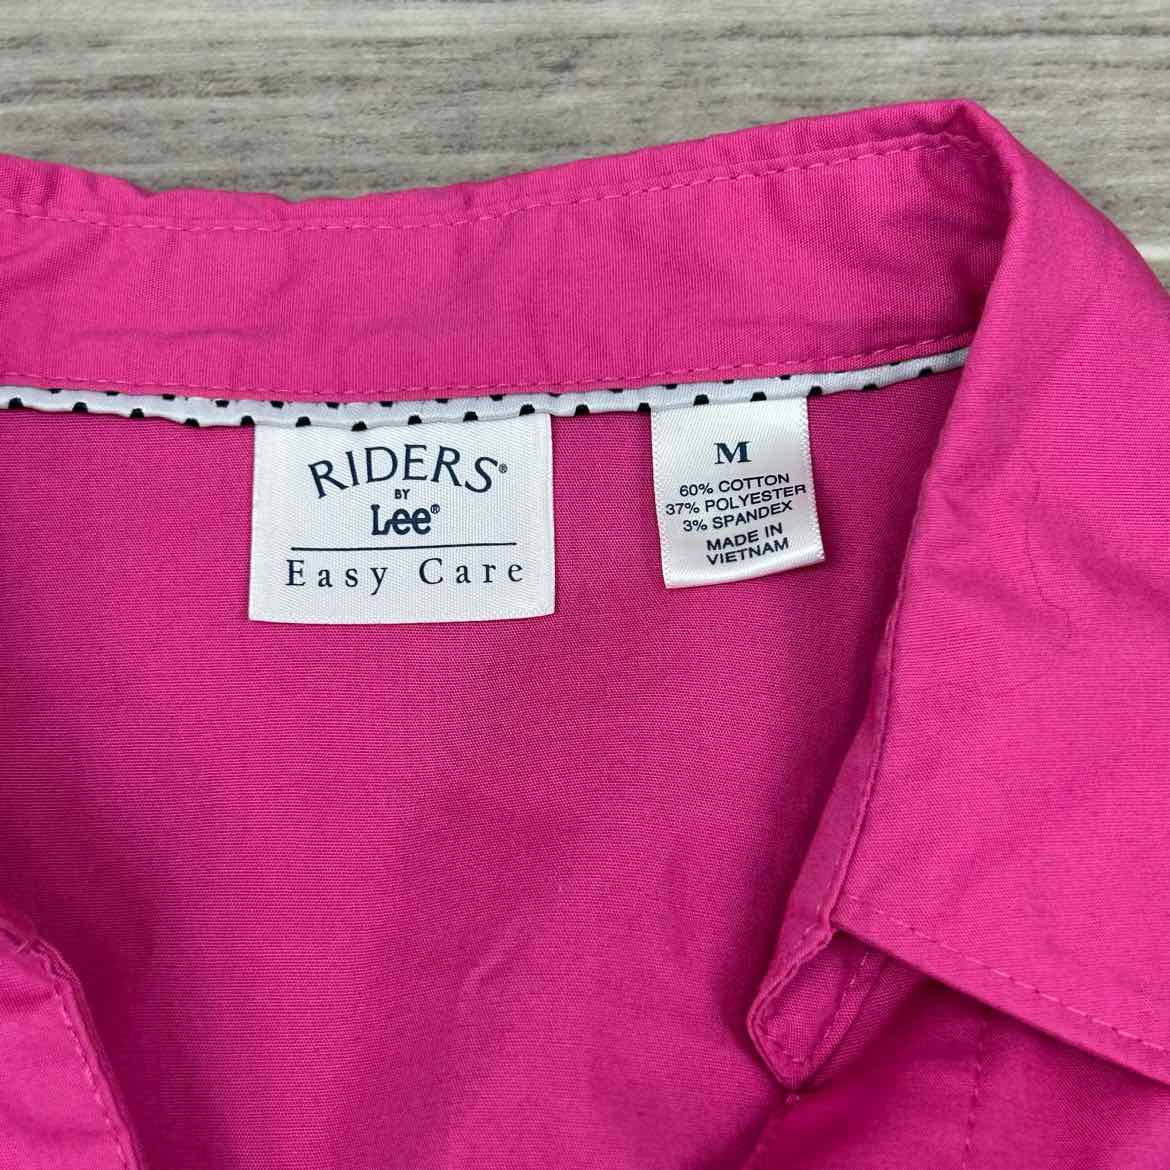 RIDERS®
BY
Lee®
Easy Care
M
60% COTTON
37% POLYESTER
3% SPANDEX
MADE IN
VIETNAM